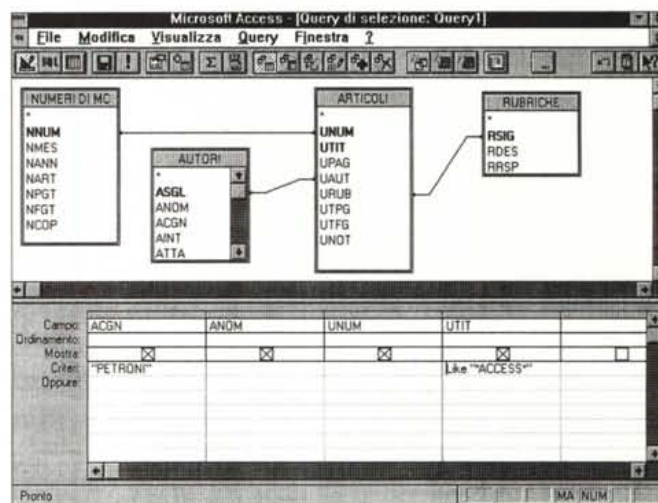 Microsoft Access - [Query di selezione: Query1]
File Modifica Visualizza Query Finestra ?
NUMERI DI MC
NNUM
NMES
NANN
NART
NPGT
NFGT
NCOP
AUTORI
*
ASGL
ANOM
ACGN
AINT
ATTA
ARTICOLI
*
UNUM
UTIT
UPAG
UAUT
URUB
UTPG
UTFG
UNOT
RUBRICHE
*
RSIG
RDES
RRSP
Campo: ACGN ANOM UNUM UTIT
Ordinamento:
Mostra:
Criteri: "PETRONI" Like "*ACCESS*"
Oppure:
Pronto MA NUM